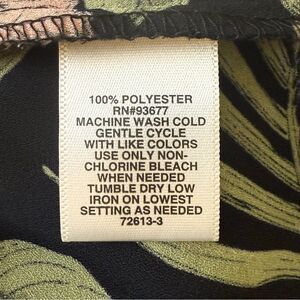 100% POLYESTER
RN#93677
MACHINE WASH COLD
GENTLE CYCLE
WITH LIKE COLORS
USE ONLY NON-
CHLORINE BLEACH
WHEN NEEDED
TUMBLE DRY LOW
IRON ON LOWEST
SETTING AS NEEDED
72613-3